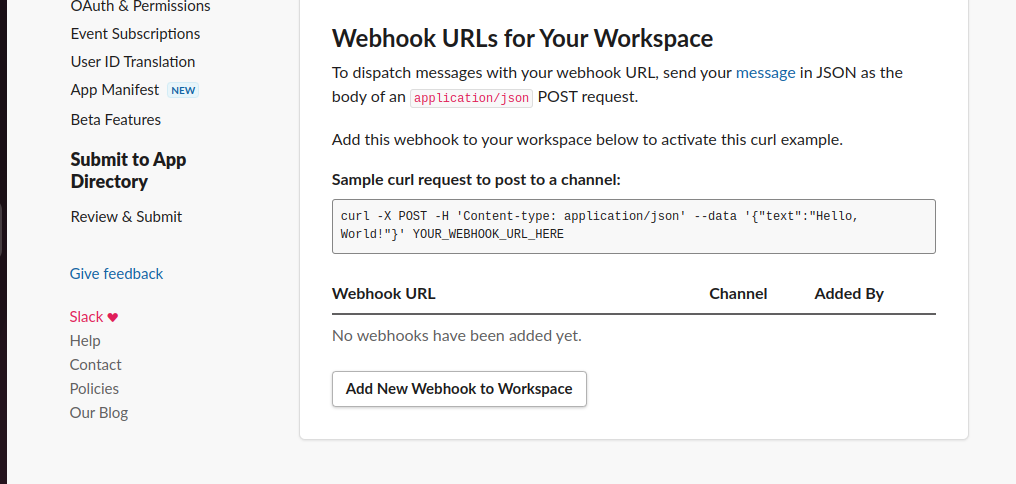 OAuth & Permissions
Event Subscriptions
User ID Translation
App Manifest NEW
Beta Features
Submit to App
Directory
Review & Submit
Give feedback
Slack ♥
Help
Contact
Policies
Our Blog
Webhook URLs for Your Workspace
To dispatch messages with your webhook URL, send your message in JSON as the
body of an application/json POST request.
Add this webhook to your workspace below to activate this curl example.
Sample curl request to post to a channel:
curl -X POST -H 'Content-type: application/json' --data '{"text":"Hello,
World!"}' YOUR_WEBHOOK_URL_HERE
Webhook URL Channel Added By
No webhooks have been added yet.
Add New Webhook to Workspace